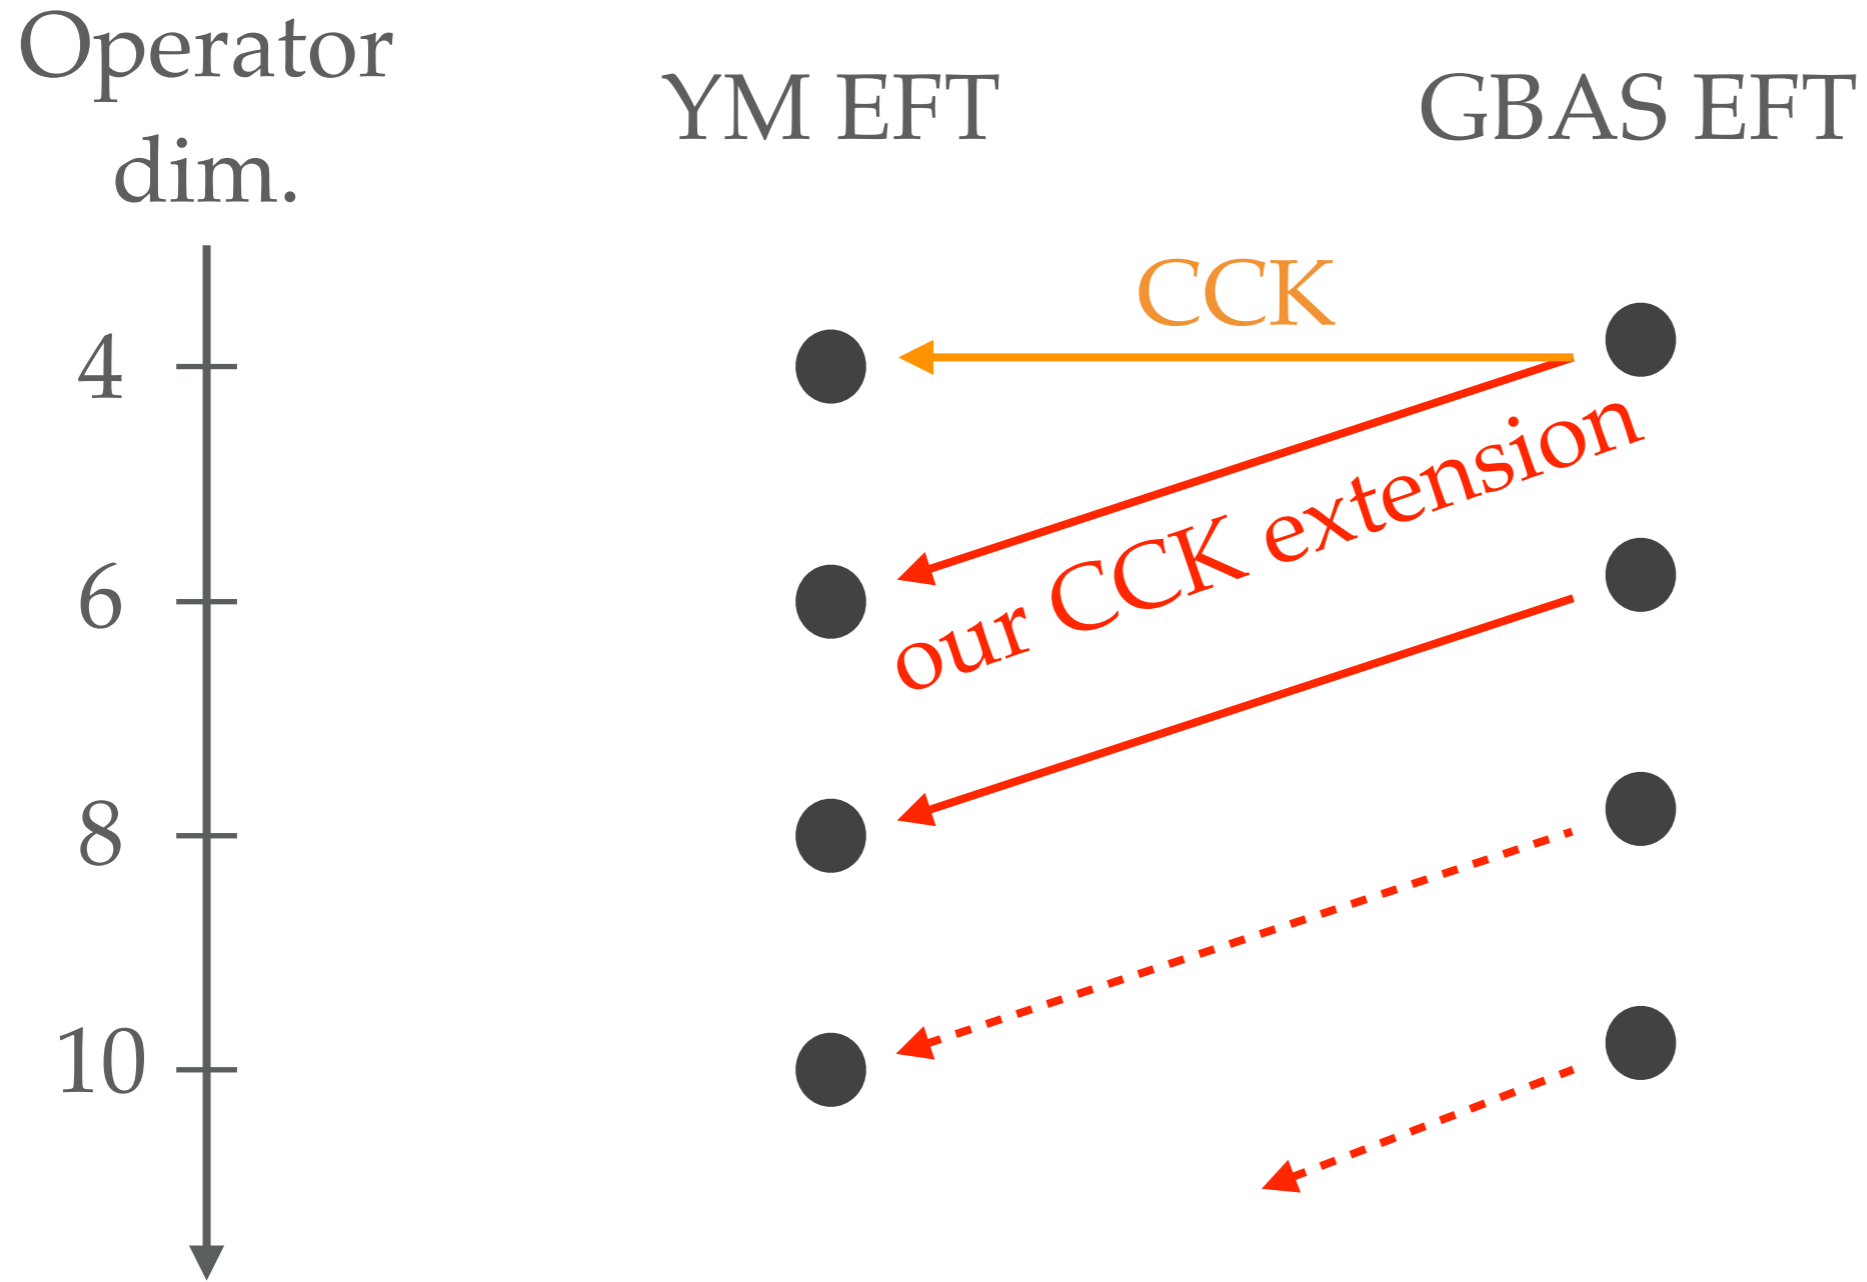 Operator
dim.
YM EFT
GBAS EFT
CCK
4
our CCK extension
6
8
10